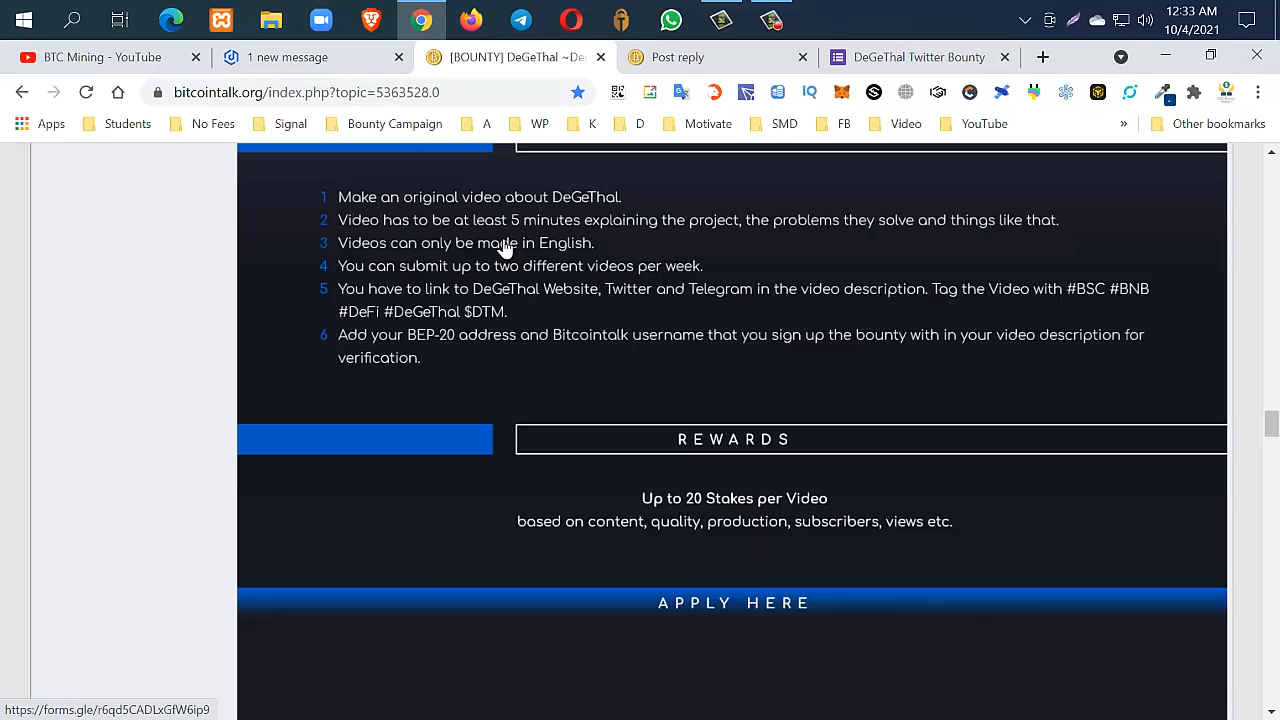 12:33 AM
10/4/2021
BTC Mining - YouTube
1 new message
[BOUNTY] DeGeThal ~De
Post reply
DeGeThal Twitter Bounty
bitcointalk.org/index.php?topic=5363528.0
Apps
Students
No Fees
Signal
Bounty Campaign
A
WP
K
D
Motivate
SMD
FB
Video
YouTube
»
Other bookmarks
1 Make an original video about DeGeThal.
2 Video has to be at least 5 minutes explaining the project, the problems they solve and things like that.
3 Videos can only be made in English.
4 You can submit up to two different videos per week.
5 You have to link to DeGeThal Website, Twitter and Telegram in the video description. Tag the Video with #BSC #BNB
#DeFi #DeGeThal $DTM.
6 Add your BEP-20 address and Bitcointalk username that you sign up the bounty with in your video description for
verification.
REWARDS
Up to 20 Stakes per Video
based on content, quality, production, subscribers, views etc.
APPLY HERE
https://forms.gle/r6qd5CADLxGfW6ip9